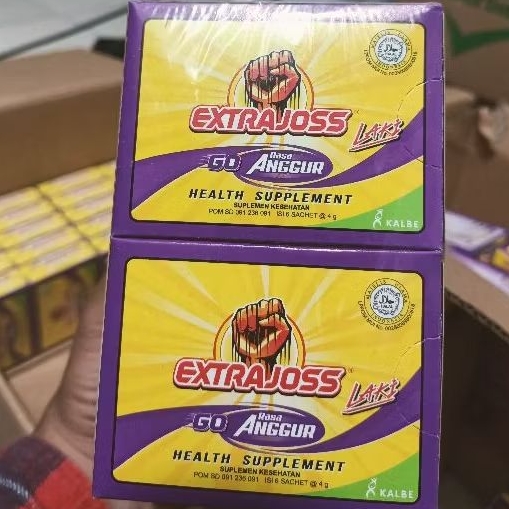 EXTRAJOSS
LAKI
GO Rasa ANGGUR
HEALTH SUPPLEMENT
SUPLEMEN KESEHATAN
POM SD 091 236 091 ISI 6 SACHET @ 4 g
KALBE
EXTRAJOSS
LAKI
GO Rasa ANGGUR
HEALTH SUPPLEMENT
SUPLEMEN KESEHATAN
POM SD 091 236 091 ISI 6 SACHET @ 4 g
KALBE